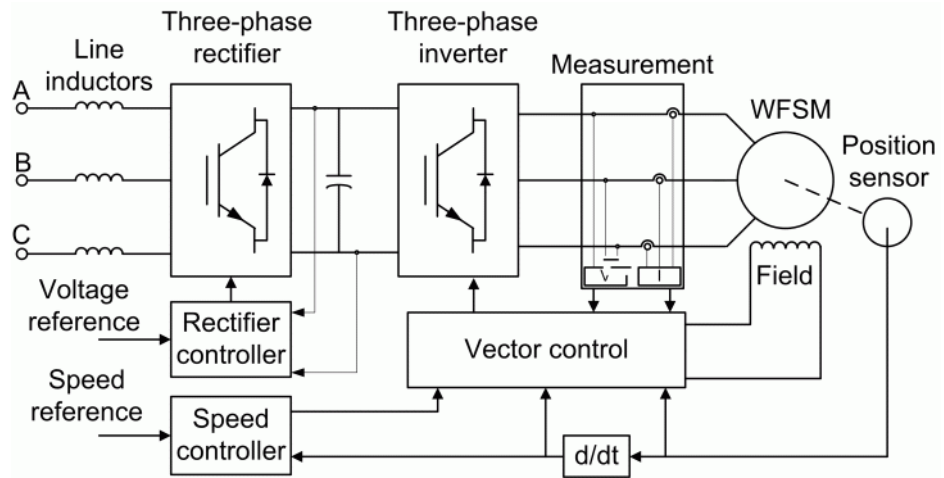 Three-phase
rectifier
Three-phase
inverter
Line
inductors
Measurement
WFSM
Position
sensor
A
B
C
V
I
Field
Voltage
reference
Rectifier
controller
Vector control
Speed
reference
Speed
controller
d/dt